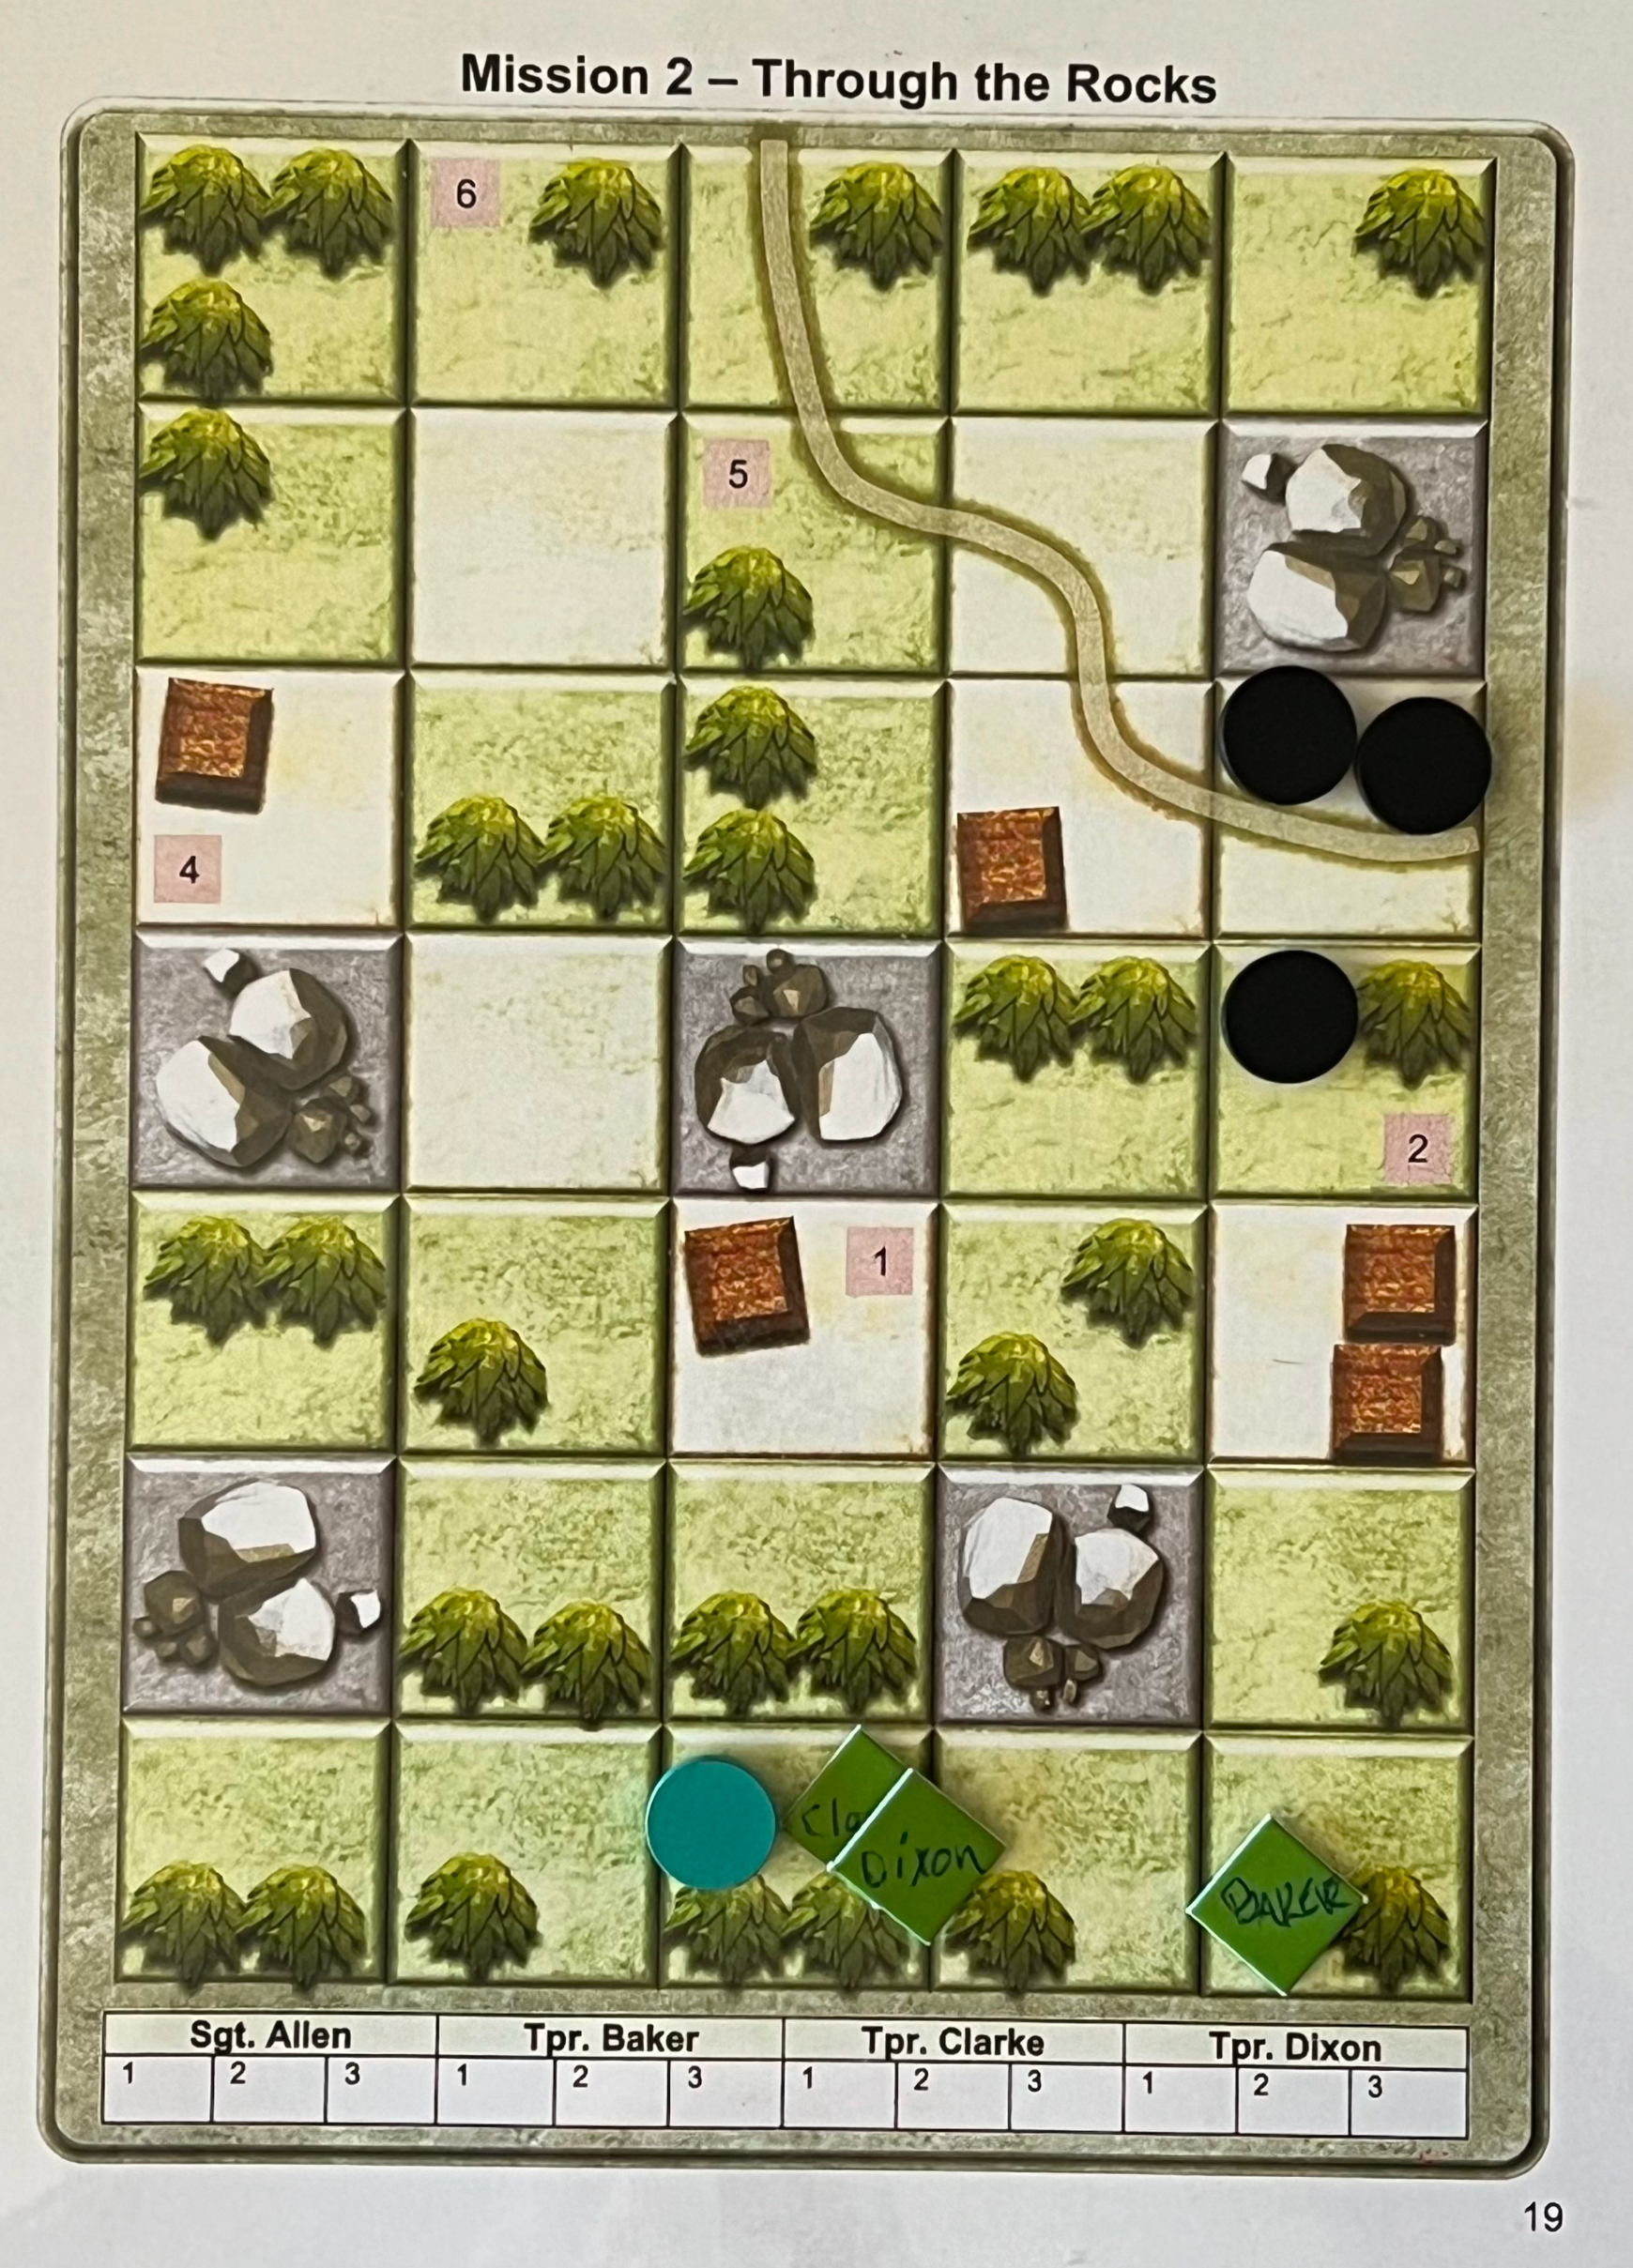 Mission 2 – Through the Rocks
6
5
4
2
1
Dixon
BAKER
Sgt. Allen Tpr. Baker Tpr. Clarke Tpr. Dixon
1 2 3 1 2 3 1 2 3 1 2 3
19